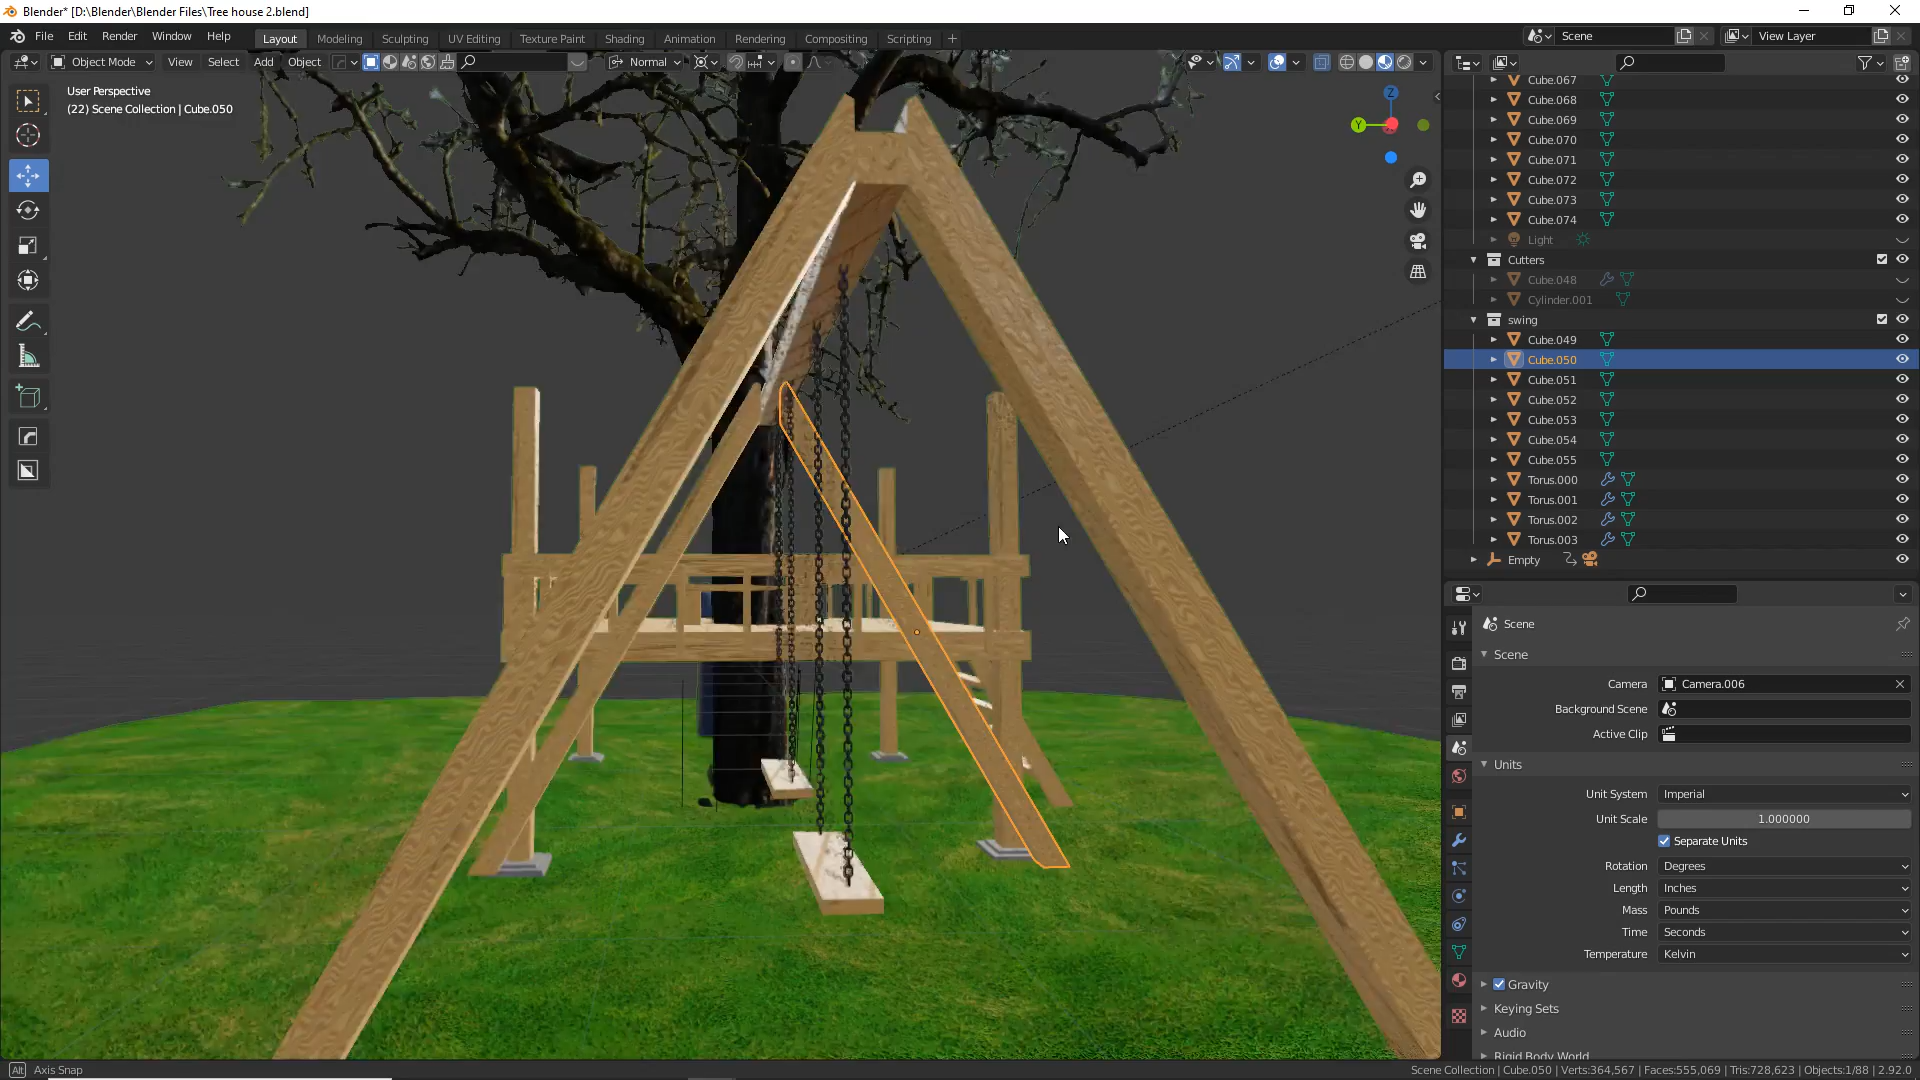 Blender* [D:\Blender\Blender Files\Tree house 2.blend]
File Edit Render Window Help Layout Modeling Sculpting UV Editing Texture Paint Shading Animation Rendering Compositing Scripting + Scene View Layer
Object Mode View Select Add Object Normal
User Perspective
(22) Scene Collection | Cube.050
Z
Y
Cube.067
Cube.068
Cube.069
Cube.070
Cube.071
Cube.072
Cube.073
Cube.074
Light
Cutters
Cube.048
Cylinder.001
swing
Cube.049
Cube.050
Cube.051
Cube.052
Cube.053
Cube.054
Cube.055
Torus.000
Torus.001
Torus.002
Torus.003
Empty
Scene
Scene
Camera Camera.006
Background Scene
Active Clip
Units
Unit System Imperial
Unit Scale 1.000000
Separate Units
Rotation Degrees
Length Inches
Mass Pounds
Time Seconds
Temperature Kelvin
Gravity
Keying Sets
Audio
Rigid Body World
Alt Axis Snap
Scene Collection | Cube.050 | Verts:364,567 | Faces:555,069 | Tris:728,623 | Objects:1/88 | 2.92.0